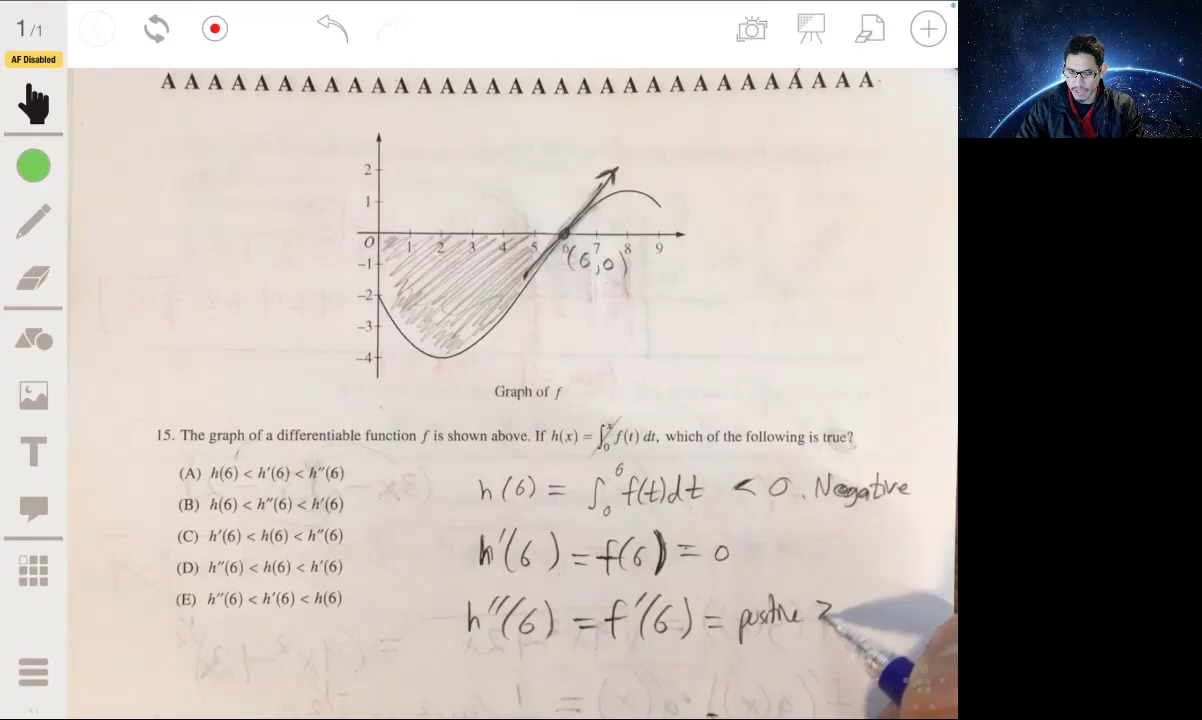 1/1
AF Disabled
A A A A A A A A A A A A A A A A A A A A A A A A A A A A A A A
2
1
O 1 2 3 4 5 6 7 8 9
(6,0)
-1
-2
-3
-4
Graph of f
15. The graph of a differentiable function f is shown above. If h(x) = ∫₀ˣ f(t) dt, which of the following is true?
(A) h(6) < h′(6) < h″(6)
(B) h(6) < h″(6) < h′(6)
(C) h′(6) < h(6) < h″(6)
(D) h″(6) < h(6) < h′(6)
(E) h″(6) < h′(6) < h(6)
h(6) = ∫₀⁶ f(t)dt < 0. Negative
h′(6) = f(6) = 0
h″(6) = f′(6) = positive
T